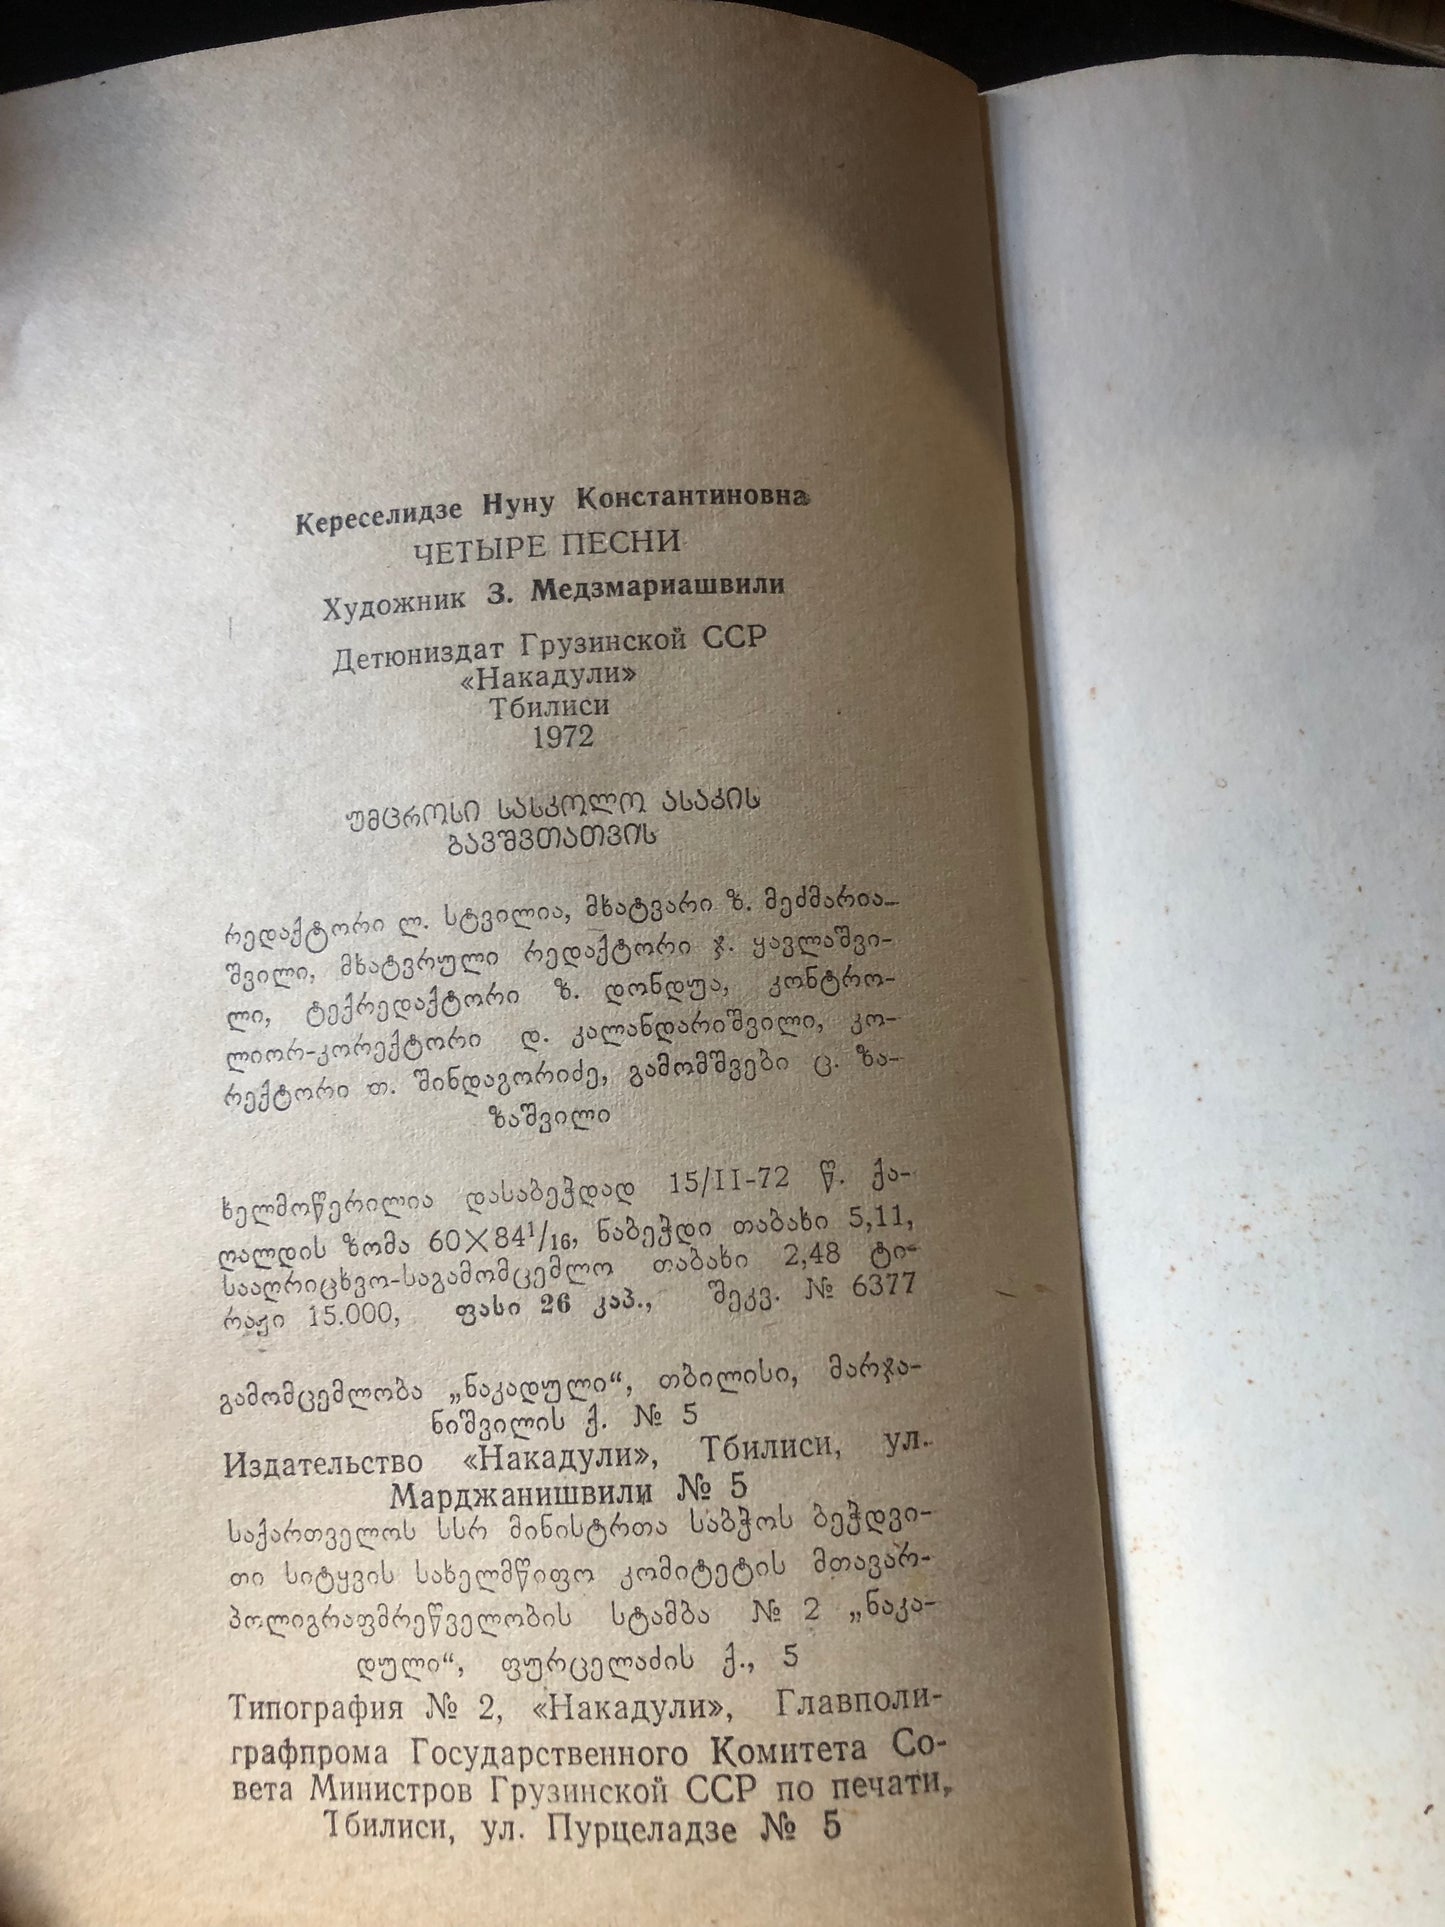 Кереселидзе Нуну Константиновна
ЧЕТЫРЕ ПЕСНИ
Художник З. Медзмариашвили
Детюниздат Грузинской ССР
«Накадули»
Тбилиси
1972
უმცროსი სასკოლო ასაკის
ბავშვთათვის
რედაქტორი ლ. სტვილია, მხატვარი ზ. მეძმარია-
შვილი, მხატვრული რედაქტორი ჯ. ყავლაშვი-
ლი, ტექრედაქტორი ზ. დონდუა, კონტრო-
ლიორ-კორექტორი დ. კალანდარიშვილი, კო-
რექტორი თ. შინდაგორიძე, გამომშვები ც. ზა-
ზაშვილი
ხელმოწერილია დასაბეჭდად 15/II-72 წ. ქა-
ღალდის ზომა 60×84¹/₁₆, ნაბეჭდი თაბახი 5,11,
სააღრიცხვო-საგამომცემლო თაბახი 2,48 ტი-
რაჟი 15.000, ფასი 26 კაპ., შეკვ. № 6377
გამომცემლობა „ნაკადული“, თბილისი, მარჯა-
ნიშვილის ქ. № 5
Издательство «Накадули», Тбилиси, ул.
Марджанишвили № 5
საქართველოს სსრ მინისტრთა საბჭოს ბეჭდვი-
თი სიტყვის სახელმწიფო კომიტეტის მთავარ-
პოლიგრაფმრეწველობის სტამბა № 2 „ნაკა-
დული“, ფურცელაძის ქ., 5
Типография № 2, «Накадули», Главполи-
графпрома Государственного Комитета Со-
вета Министров Грузинской ССР по печати,
Тбилиси, ул. Пурцеладзе № 5